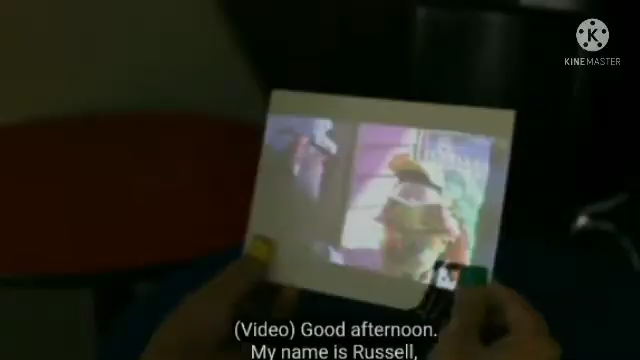 K
KINEMASTER
(Video) Good afternoon.
My name is Russell,